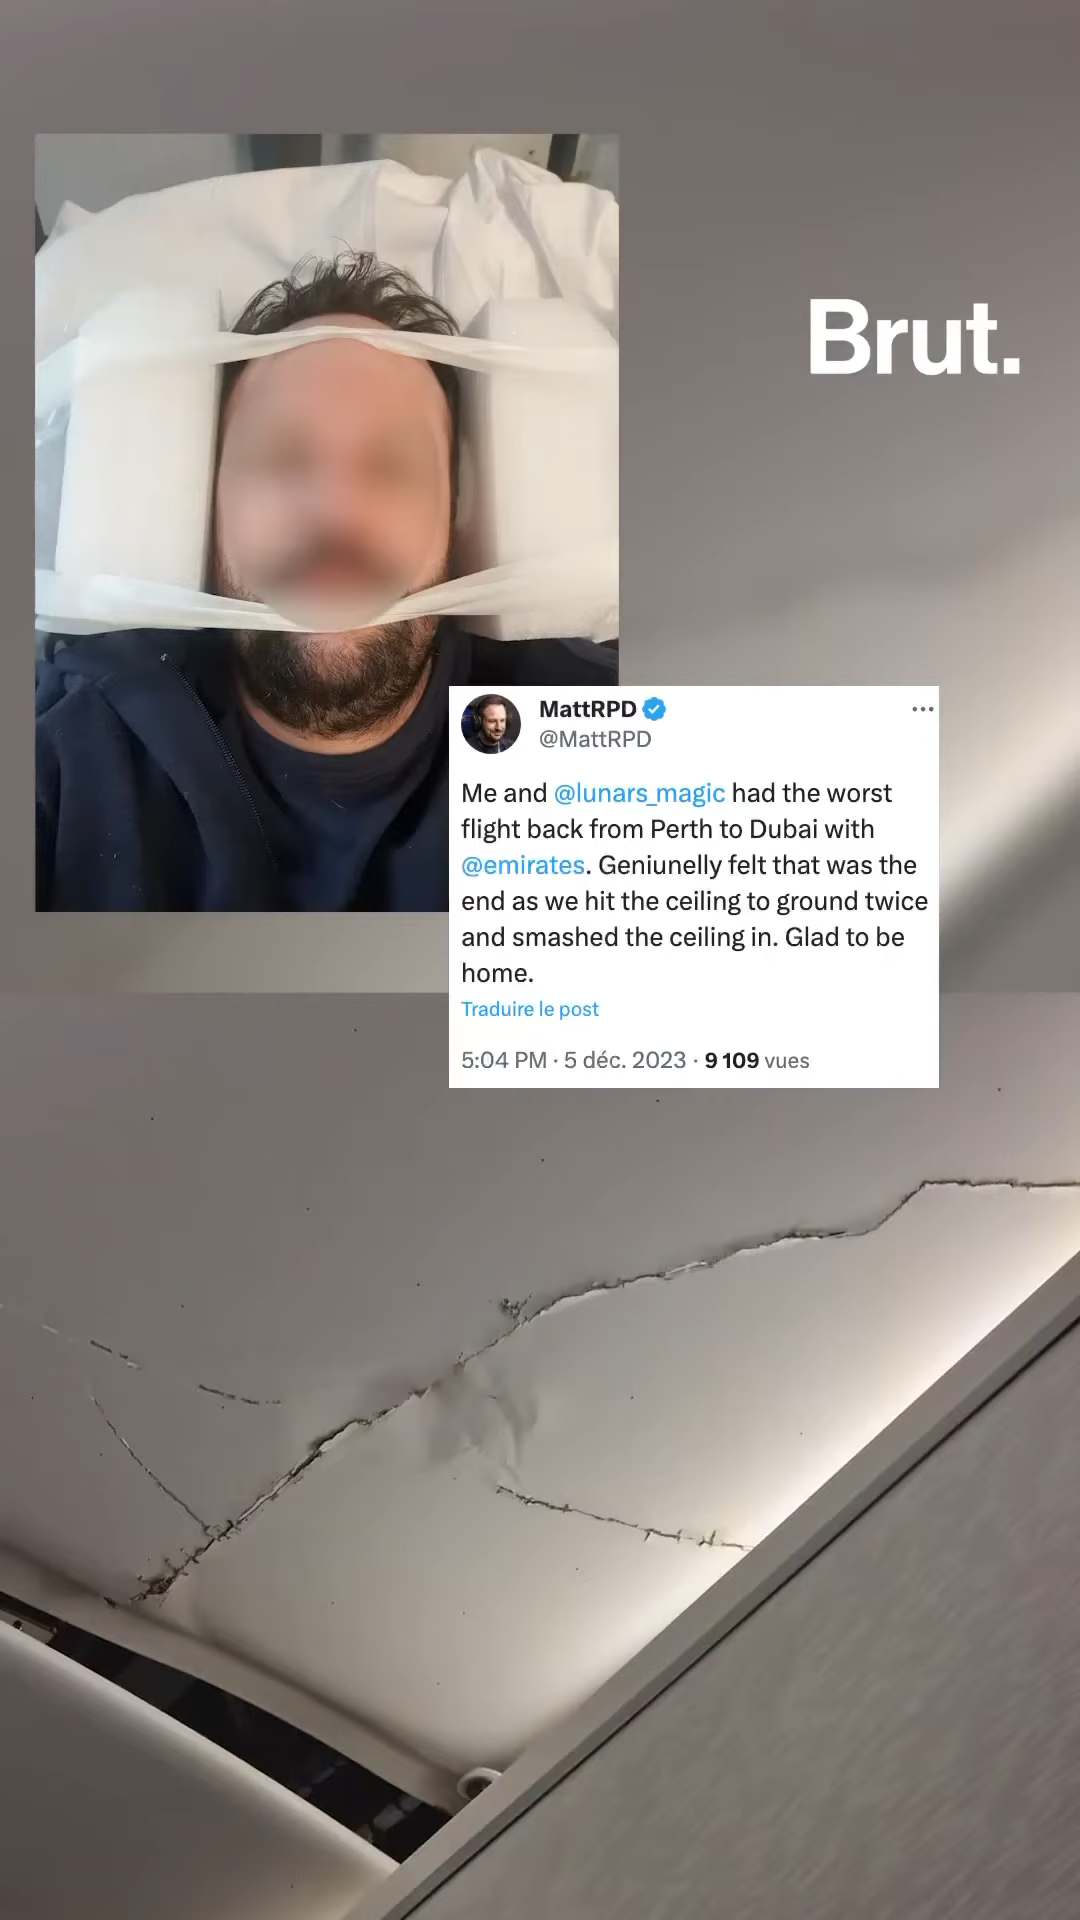 Brut.
MattRPD
@MattRPD
Me and @lunars_magic had the worst
flight back from Perth to Dubai with
@emirates. Geniunelly felt that was the
end as we hit the ceiling to ground twice
and smashed the ceiling in. Glad to be
home.
Traduire le post
5:04 PM · 5 déc. 2023 · 9 109 vues